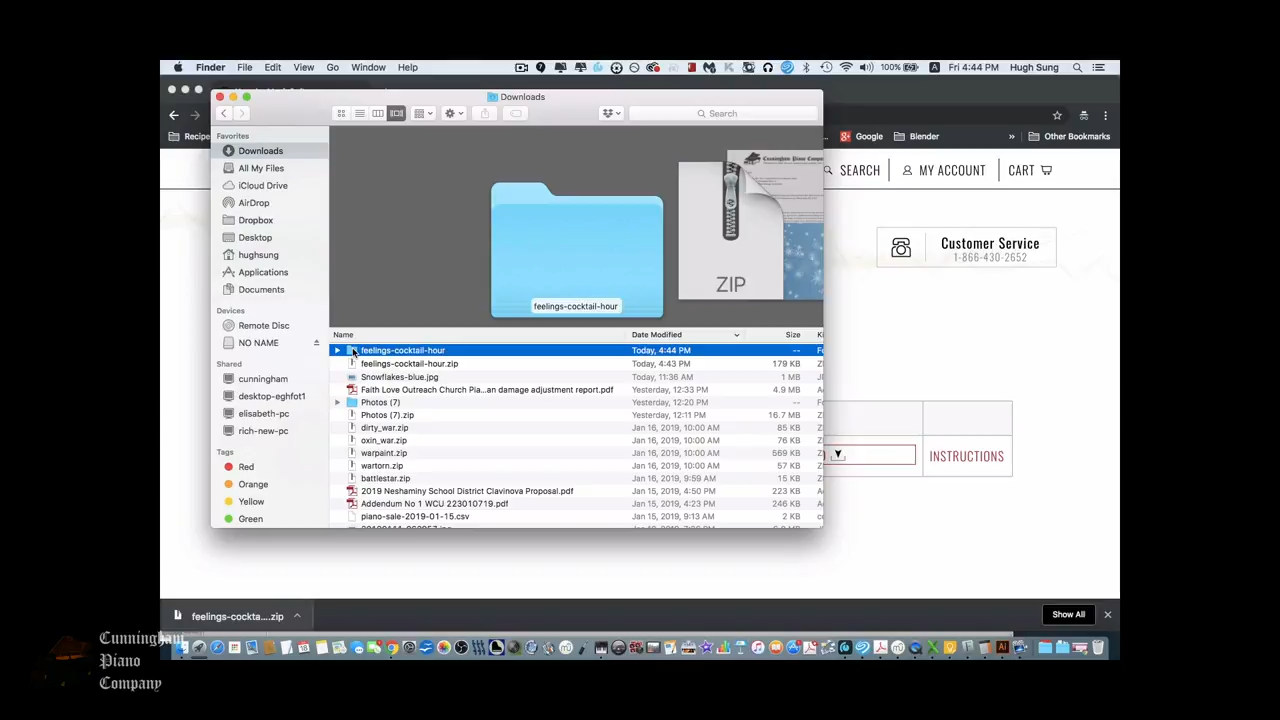 Finder File Edit View Go Window Help 100% Fri 4:44 PM Hugh Sung
Downloads
Search
Recipe Google Blender » Other Bookmarks
SEARCH MY ACCOUNT CART
Customer Service
1-866-430-2652
INSTRUCTIONS
Favorites
Downloads
All My Files
iCloud Drive
AirDrop
Dropbox
Desktop
hughsung
Applications
Documents
Devices
Remote Disc
NO NAME
Shared
cunningham
desktop-eghfot1
elisabeth-pc
rich-new-pc
Tags
Red
Orange
Yellow
Green
Cunningham Piano Company
ZIP
feelings-cocktail-hour
Name Date Modified Size
feelings-cocktail-hour Today, 4:44 PM --
feelings-cocktail-hour.zip Today, 4:43 PM 179 KB
Snowflakes-blue.jpg Today, 11:36 AM 1 MB
Faith Love Outreach Church Pia...an damage adjustment report.pdf Yesterday, 12:33 PM 4.9 MB
Photos (7) Yesterday, 12:20 PM --
Photos (7).zip Yesterday, 12:11 PM 16.7 MB
dirty_war.zip Jan 16, 2019, 10:00 AM 85 KB
oxin_war.zip Jan 16, 2019, 10:00 AM 76 KB
warpaint.zip Jan 16, 2019, 10:00 AM 569 KB
wartorn.zip Jan 16, 2019, 10:00 AM 57 KB
battlestar.zip Jan 16, 2019, 9:59 AM 15 KB
2019 Neshaminy School District Clavinova Proposal.pdf Jan 15, 2019, 4:50 PM 223 KB
Addendum No 1 WCU 223010719.pdf Jan 15, 2019, 4:23 PM 246 KB
piano-sale-2019-01-15.csv Jan 15, 2019, 9:13 AM 2 KB
feelings-cockta....zip
Show All
Cunningham
Piano
Company